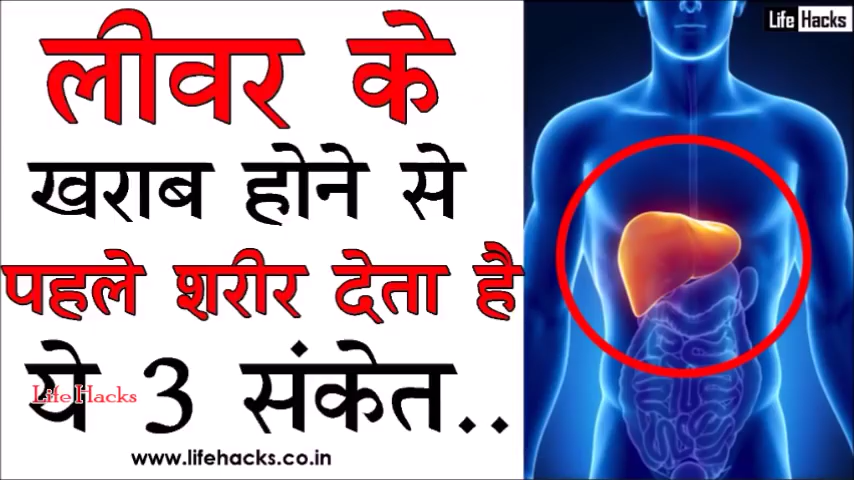 लीवर के
खराब होने से
पहले शरीर देता है
ये 3 संकेत..
Life Hacks
www.lifehacks.co.in
Life Hacks